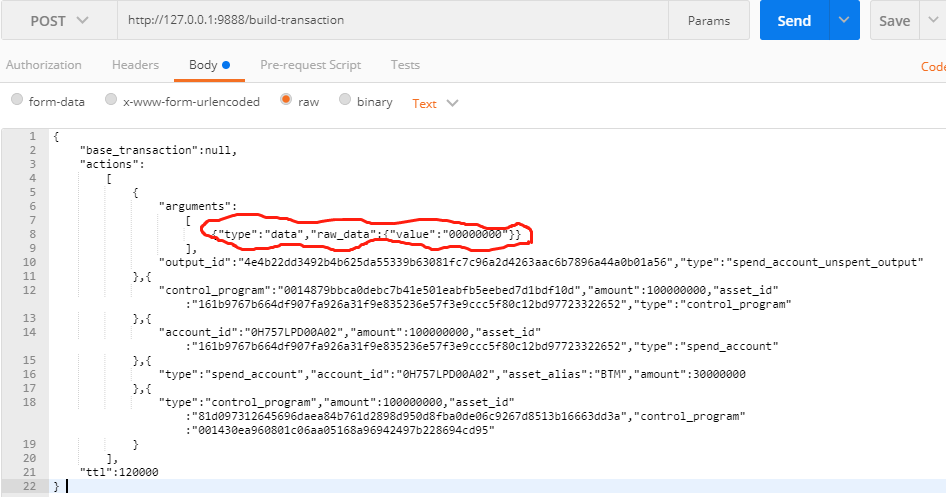 POST http://127.0.0.1:9888/build-transaction Params Send Save
Authorization Headers Body Pre-request Script Tests Code
form-data x-www-form-urlencoded raw binary Text
1 {
2 "base_transaction":null,
3 "actions":
4 [
5 {
6 "arguments":
7 [
8 {"type":"data","raw_data":{"value":"00000000"}}
9 ],
10 "output_id":"4e4b22dd3492b4b625da55339b63081fc7c96a2d4263aac6b7896a44a0b01a56","type":"spend_account_unspent_output"
11 },{
12 "control_program":"0014879bbca0debc7b41e501eabfb5eebed7d1bdf10d","amount":100000000,"asset_id"
:"161b9767b664df907fa926a31f9e835236e57f3e9ccc5f80c12bd97723322652","type":"control_program"
13 },{
14 "account_id":"0H757LPD00A02","amount":100000000,"asset_id"
:"161b9767b664df907fa926a31f9e835236e57f3e9ccc5f80c12bd97723322652","type":"spend_account"
15 },{
16 "type":"spend_account","account_id":"0H757LPD00A02","asset_alias":"BTM","amount":30000000
17 },{
18 "type":"control_program","amount":100000000,"asset_id"
:"81d097312645696daea84b761d2898d950d8fba0de06c9267d8513b16663dd3a","control_program"
:"001430ea960801c06aa05168a96942497b228694cd95"
19 }
20 ],
21 "ttl":120000
22 }